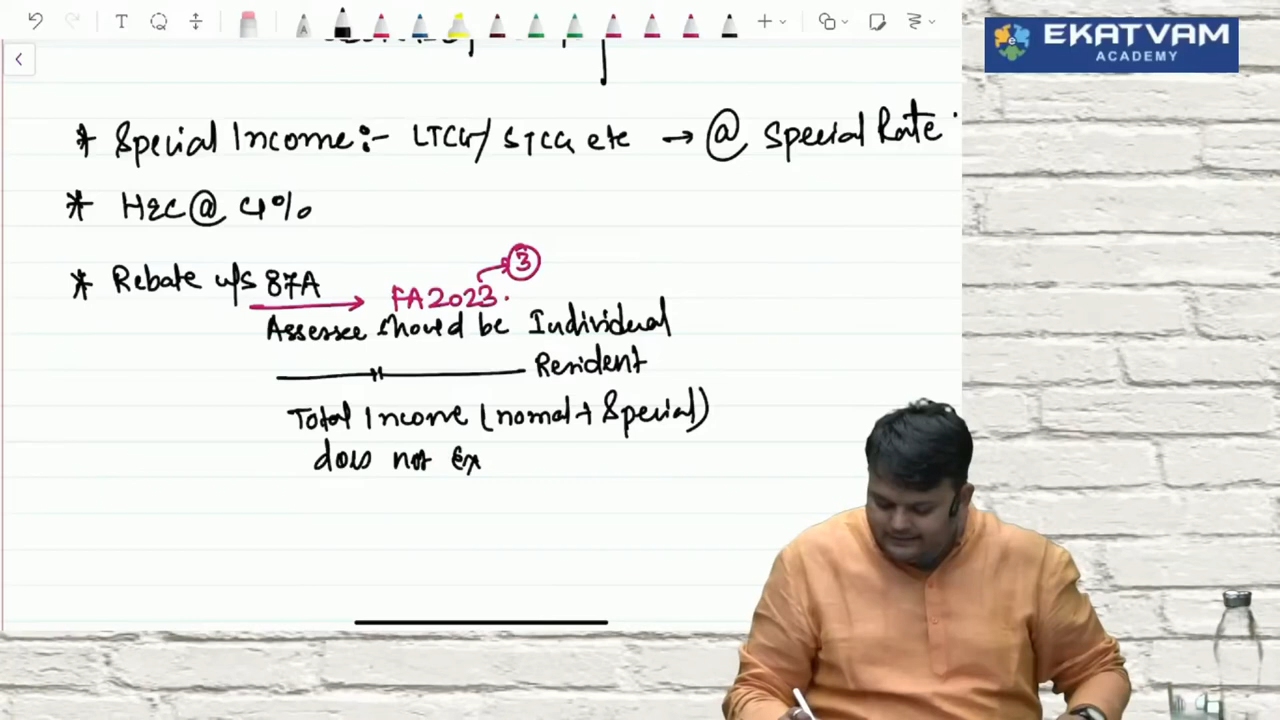 EKATVAM
ACADEMY
* Special Income:- LTCG/ STCG etc → @ Special Rate
* H&C @ 4%
* Rebate u/s 87A
→ FA 2023. → 3
Assessee should be Individual
——〃—— Resident
Total Income (normal + Special)
does not Ex